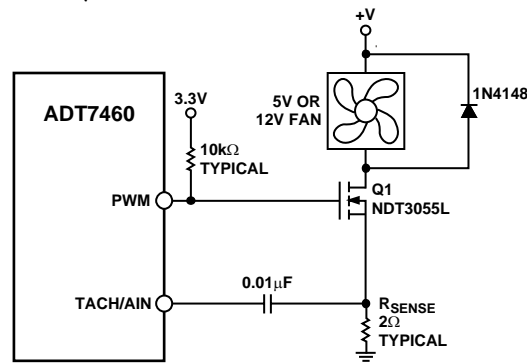 +V
ADT7460
3.3V
5V OR
12V FAN
1N4148
10kΩ
TYPICAL
Q1
NDT3055L
PWM
0.01µF
TACH/AIN
RSENSE
2Ω
TYPICAL